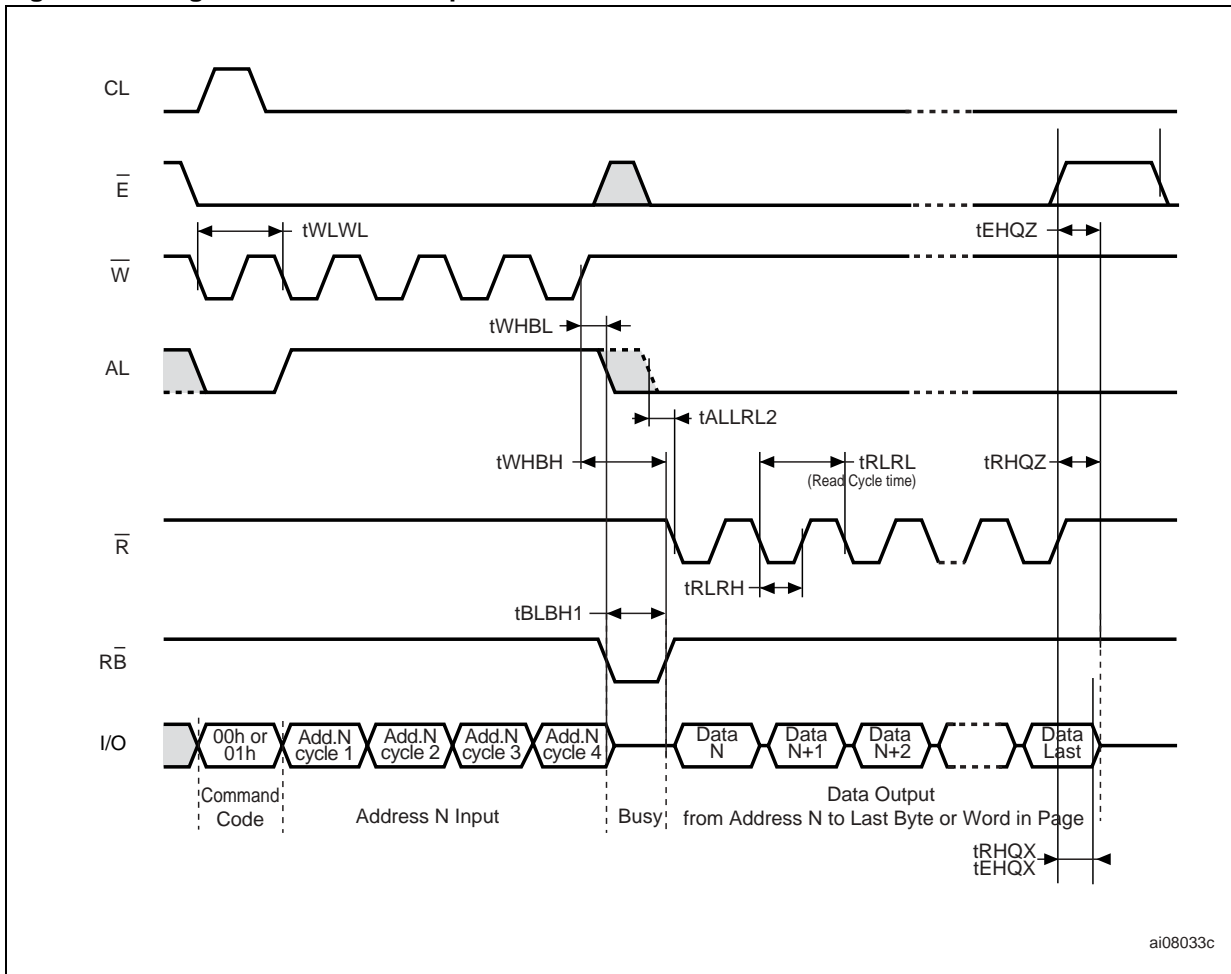 CL
E
tWLWL
tEHQZ
W
tWHBL
AL
tALLRL2
tWHBH
tRLRL
(Read Cycle time)
tRHQZ
R
tRLRH
tBLBH1
RB
I/O
00h or
01h
Add.N
cycle 1
Add.N
cycle 2
Add.N
cycle 3
Add.N
cycle 4
Data
N
Data
N+1
Data
N+2
Data
Last
Command
Code
Address N Input
Busy
Data Output
from Address N to Last Byte or Word in Page
tRHQX
tEHQX
ai08033c